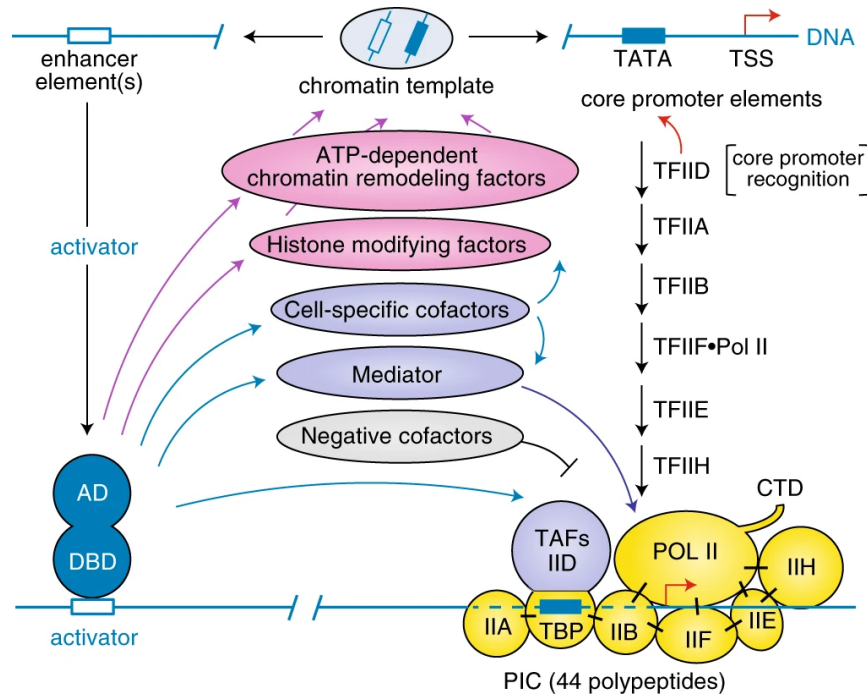 DNA
enhancer
element(s)
TATA
TSS
chromatin template
core promoter elements
ATP-dependent
chromatin remodeling factors
TFIID
core promoter
recognition
TFIIA
activator
Histone modifying factors
TFIIB
Cell-specific cofactors
TFIIF•Pol II
Mediator
TFIIE
Negative cofactors
TFIIH
AD
CTD
DBD
TAFs
IID
POL II
IIH
activator
IIA
TBP
IIB
IIF
IIE
PIC (44 polypeptides)